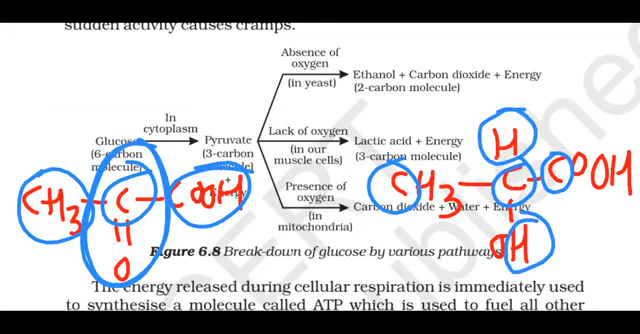 sudden activity causes cramps.
Absence of
oxygen
(in yeast)
Ethanol + Carbon dioxide + Energy
(2-carbon molecule)
In
cytoplasm
Glucose
(6-carbon
molecule)
Pyruvate
(3-carbon
+
Lack of oxygen
(in our
muscle cells)
Lactic acid + Energy
(3-carbon molecule)
Presence of
oxygen
(in
mitochondria)
Carbon dioxide + Water + Energy
CH3 - C - COOH
O
H
CH3 - C - COOH
OH
Figure 6.8 Break-down of glucose by various pathways
The energy released during cellular respiration is immediately used
to synthesise a molecule called ATP which is used to fuel all other